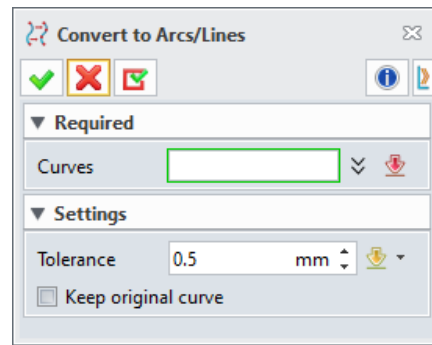 Convert to Arcs/Lines
Required
Curves
Settings
Tolerance 0.5 mm
Keep original curve